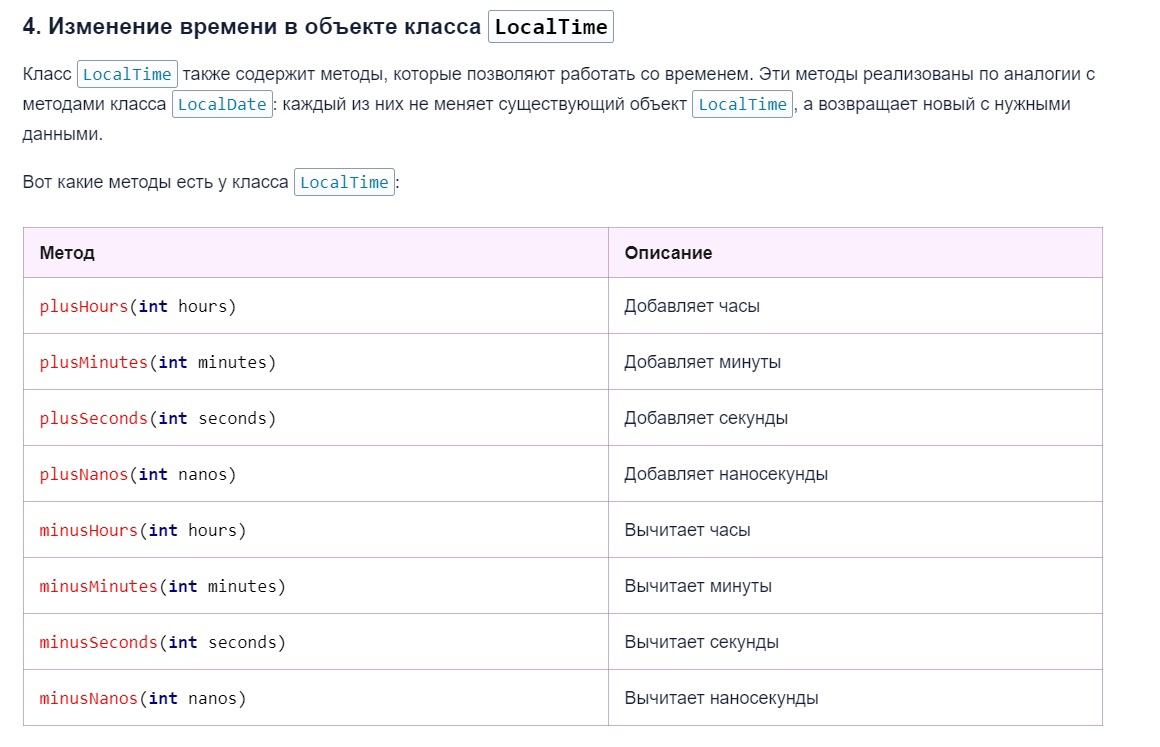 4. Изменение времени в объекте класса LocalTime
Класс LocalTime также содержит методы, которые позволяют работать со временем. Эти методы реализованы по аналогии с
методами класса LocalDate: каждый из них не меняет существующий объект LocalTime, а возвращает новый с нужными
данными.
Вот какие методы есть у класса LocalTime:
Метод Описание
plusHours(int hours) Добавляет часы
plusMinutes(int minutes) Добавляет минуты
plusSeconds(int seconds) Добавляет секунды
plusNanos(int nanos) Добавляет наносекунды
minusHours(int hours) Вычитает часы
minusMinutes(int minutes) Вычитает минуты
minusSeconds(int seconds) Вычитает секунды
minusNanos(int nanos) Вычитает наносекунды